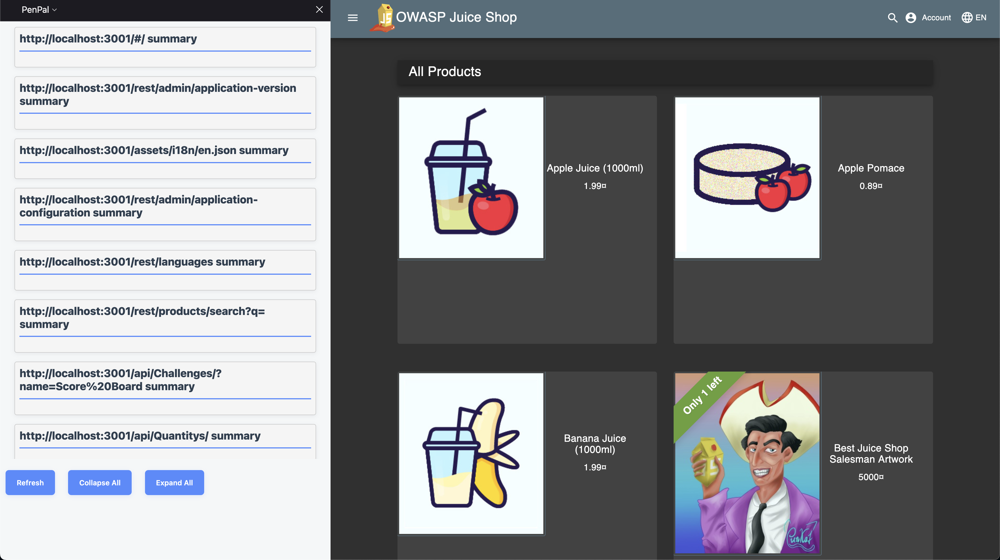 PenPal
http://localhost:3001/#/ summary
http://localhost:3001/rest/admin/application-version
summary
http://localhost:3001/assets/i18n/en.json summary
http://localhost:3001/rest/admin/application-
configuration summary
http://localhost:3001/rest/languages summary
http://localhost:3001/rest/products/search?q=
summary
http://localhost:3001/api/Challenges/?
name=Score%20Board summary
http://localhost:3001/api/Quantitys/ summary
Refresh
Collapse All
Expand All
JS
OWASP Juice Shop
Account
EN
All Products
Apple Juice (1000ml)
1.99¤
Apple Pomace
0.89¤
Banana Juice
(1000ml)
1.99¤
Only 1 left
JS
Best Juice Shop
Salesman Artwork
5000¤